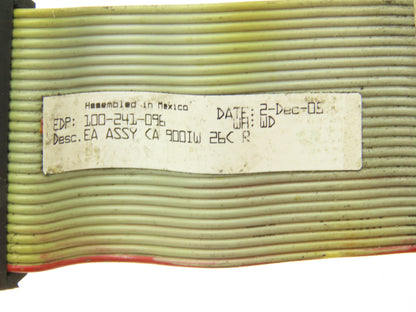 Assembled in Mexico
EDP: 100-241-096 DATE: 2-Dec-05
Desc. EA ASSY CA 900IW 26C R WA: WD